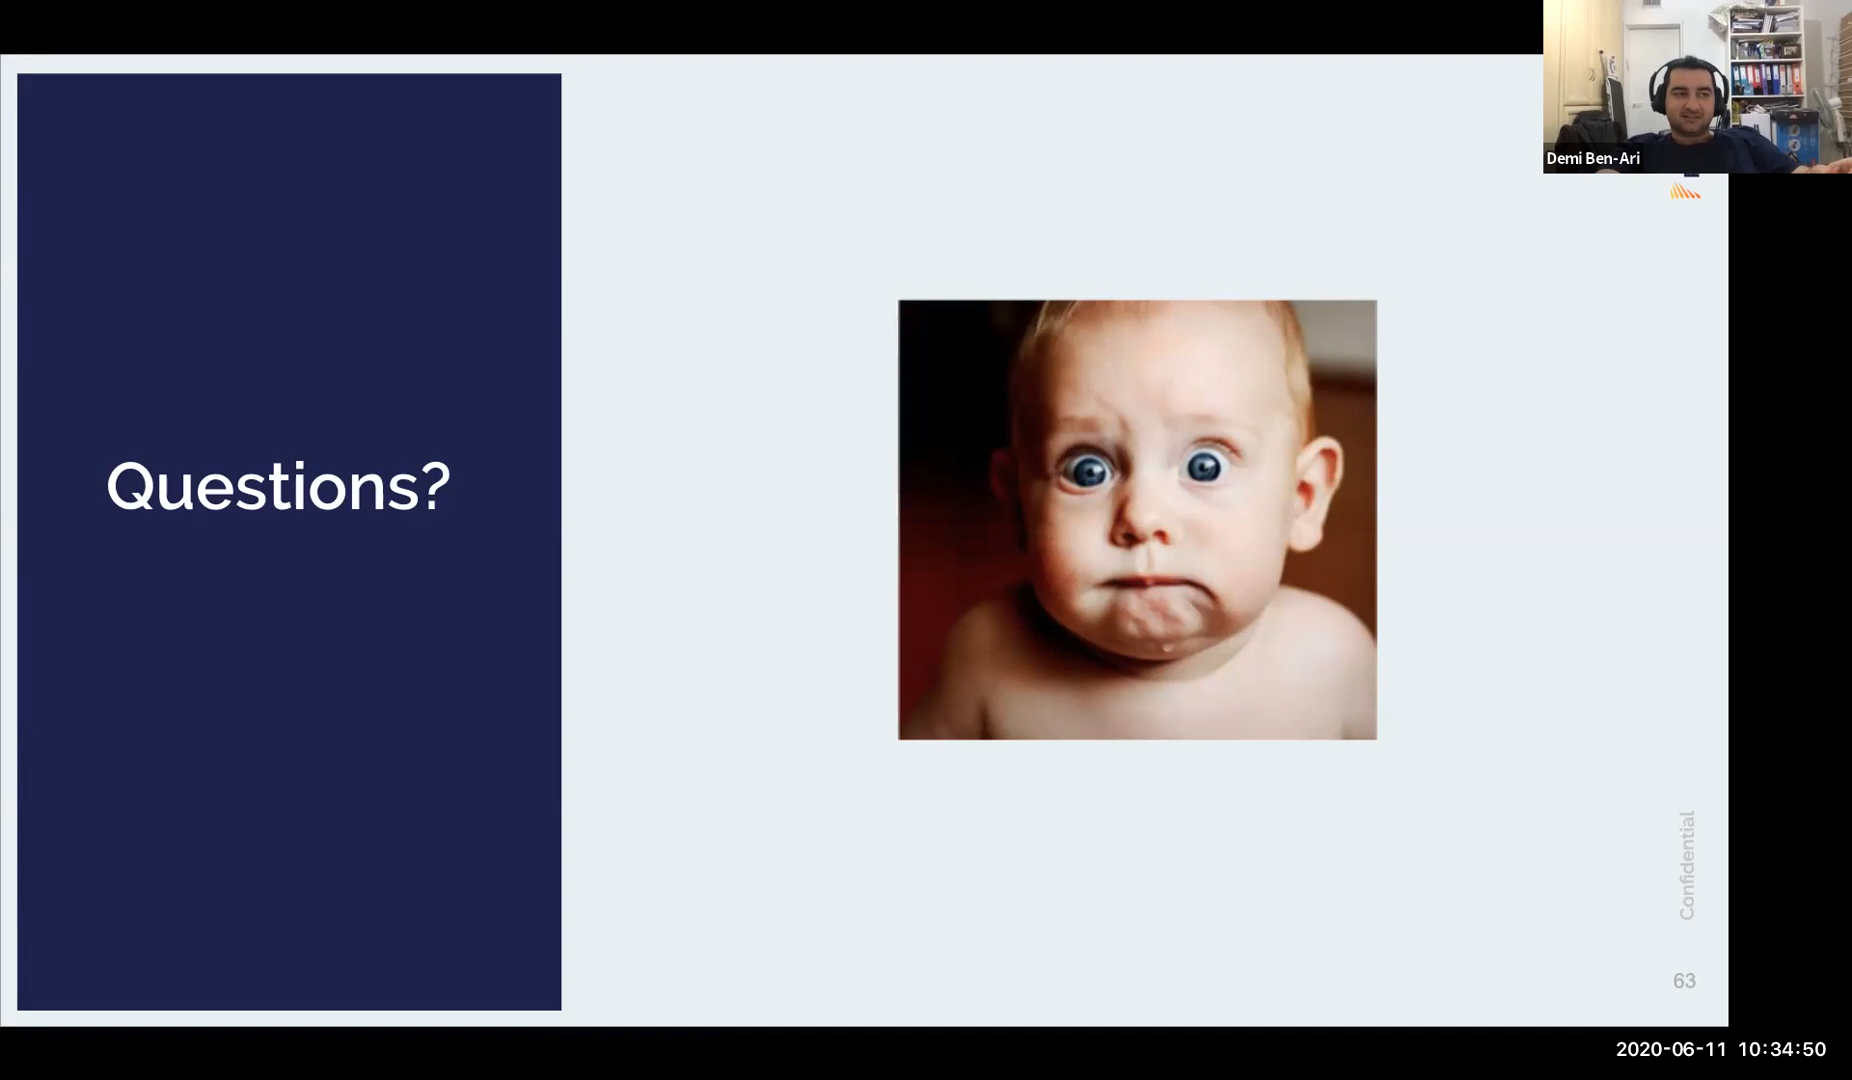 Demi Ben-Ari
Questions?
Confidential
63
2020-06-11 10:34:50